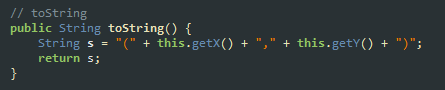 // toString
public String toString() {
    String s = "(" + this.getX() + "," + this.getY() + ")";
    return s;
}